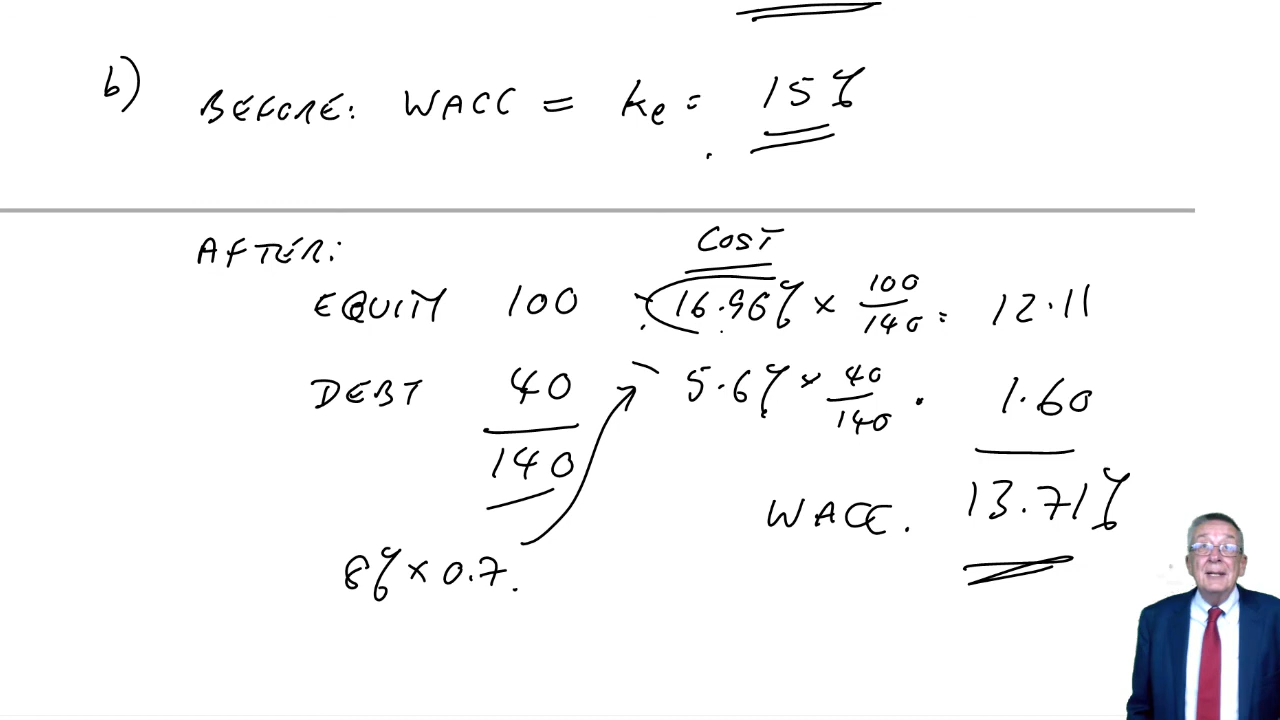 b) BEFORE: WACC = ke = 15%
AFTER:
COST
EQUITY 100 - 16.96% × 100/140 = 12.11
DEBT 40 - 5.6% × 40/140 . 1.60
140
WACC. 13.71%
8% × 0.7.